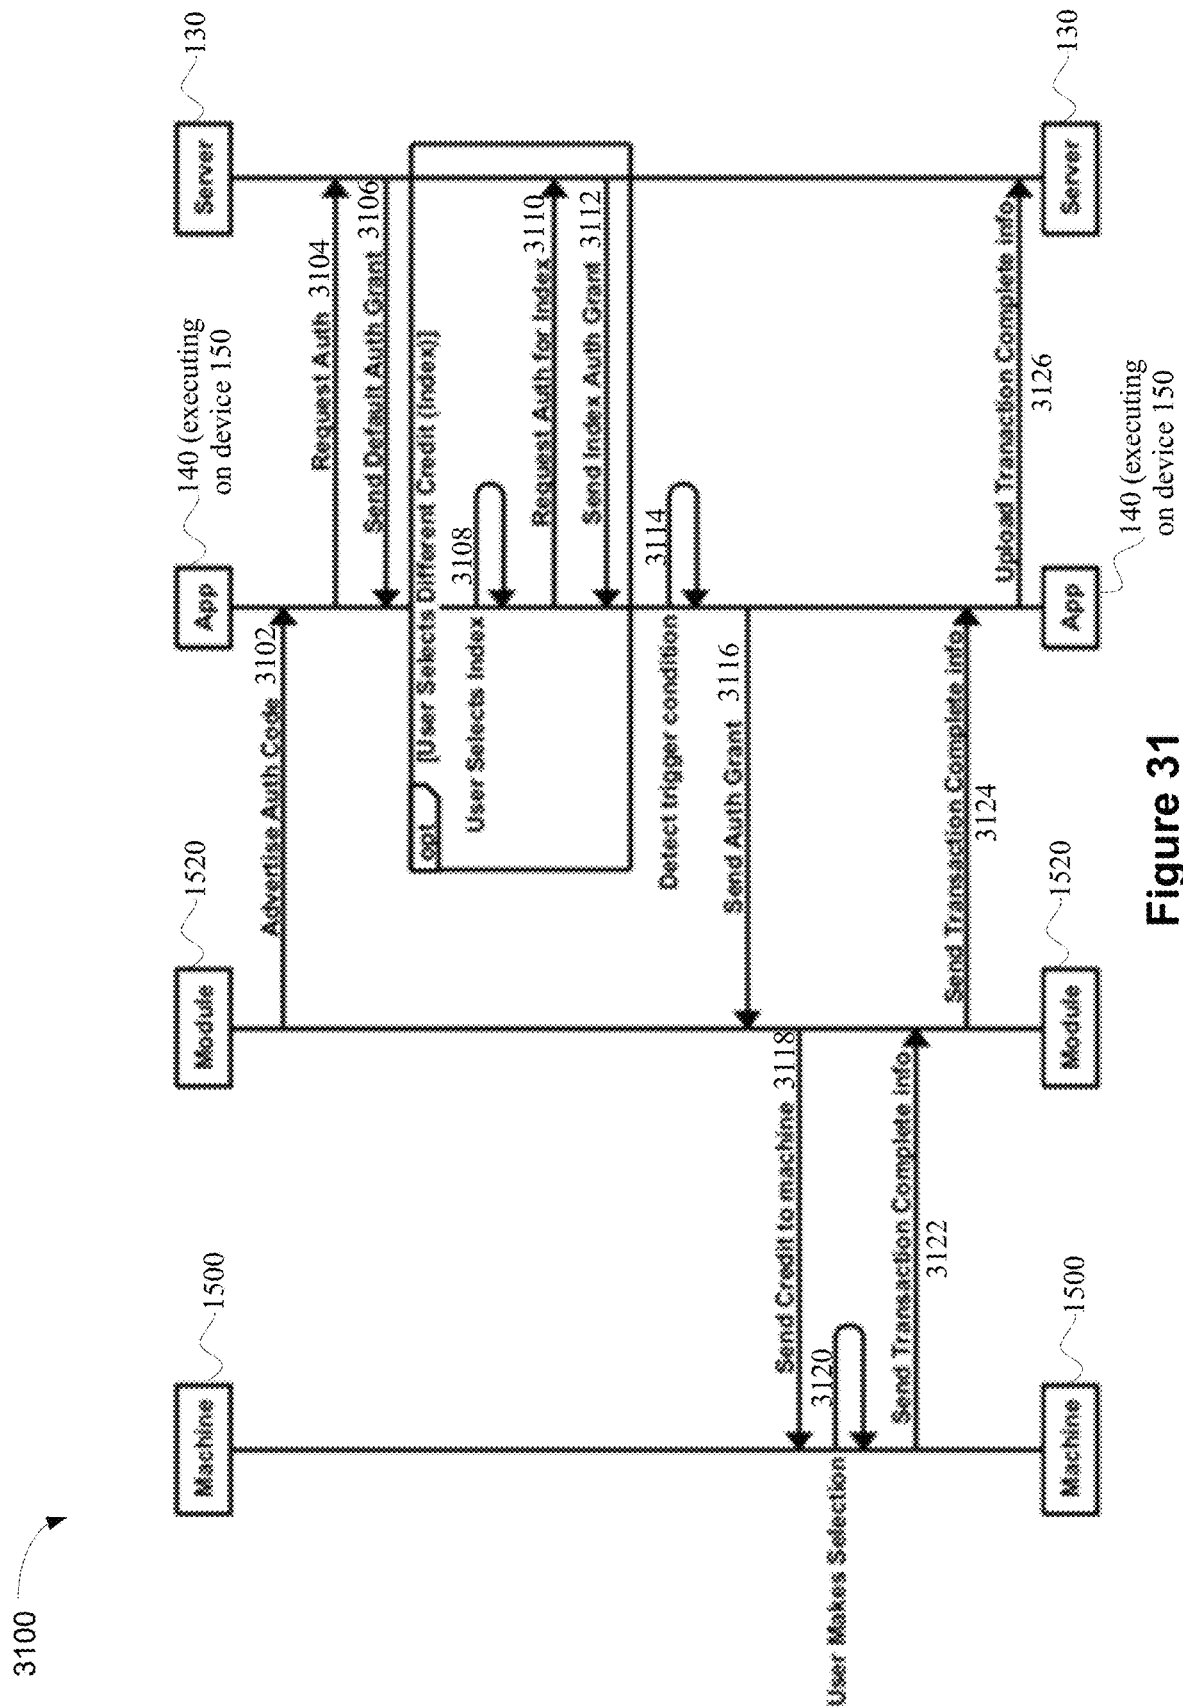 3100
Machine
1500
Module
1520
App
140 (executing
on device 150
Server
130
Advertise Auth Code 3102
Request Auth 3104
Send Default Auth Grant 3106
opt
[User Selects Different Credit (Index)]
User Selects Index
3108
Request Auth for Index 3110
Send Index Auth Grant 3112
Detect trigger condition
3114
Send Auth Grant 3116
Send Credit to machine 3118
User Makes Selection
3120
Send Transaction Complete info
3122
Send Transaction Complete info
3124
Upload Transaction Complete info
3126
Machine
1500
Module
1520
App
140 (executing
on device 150
Server
130
Figure 31